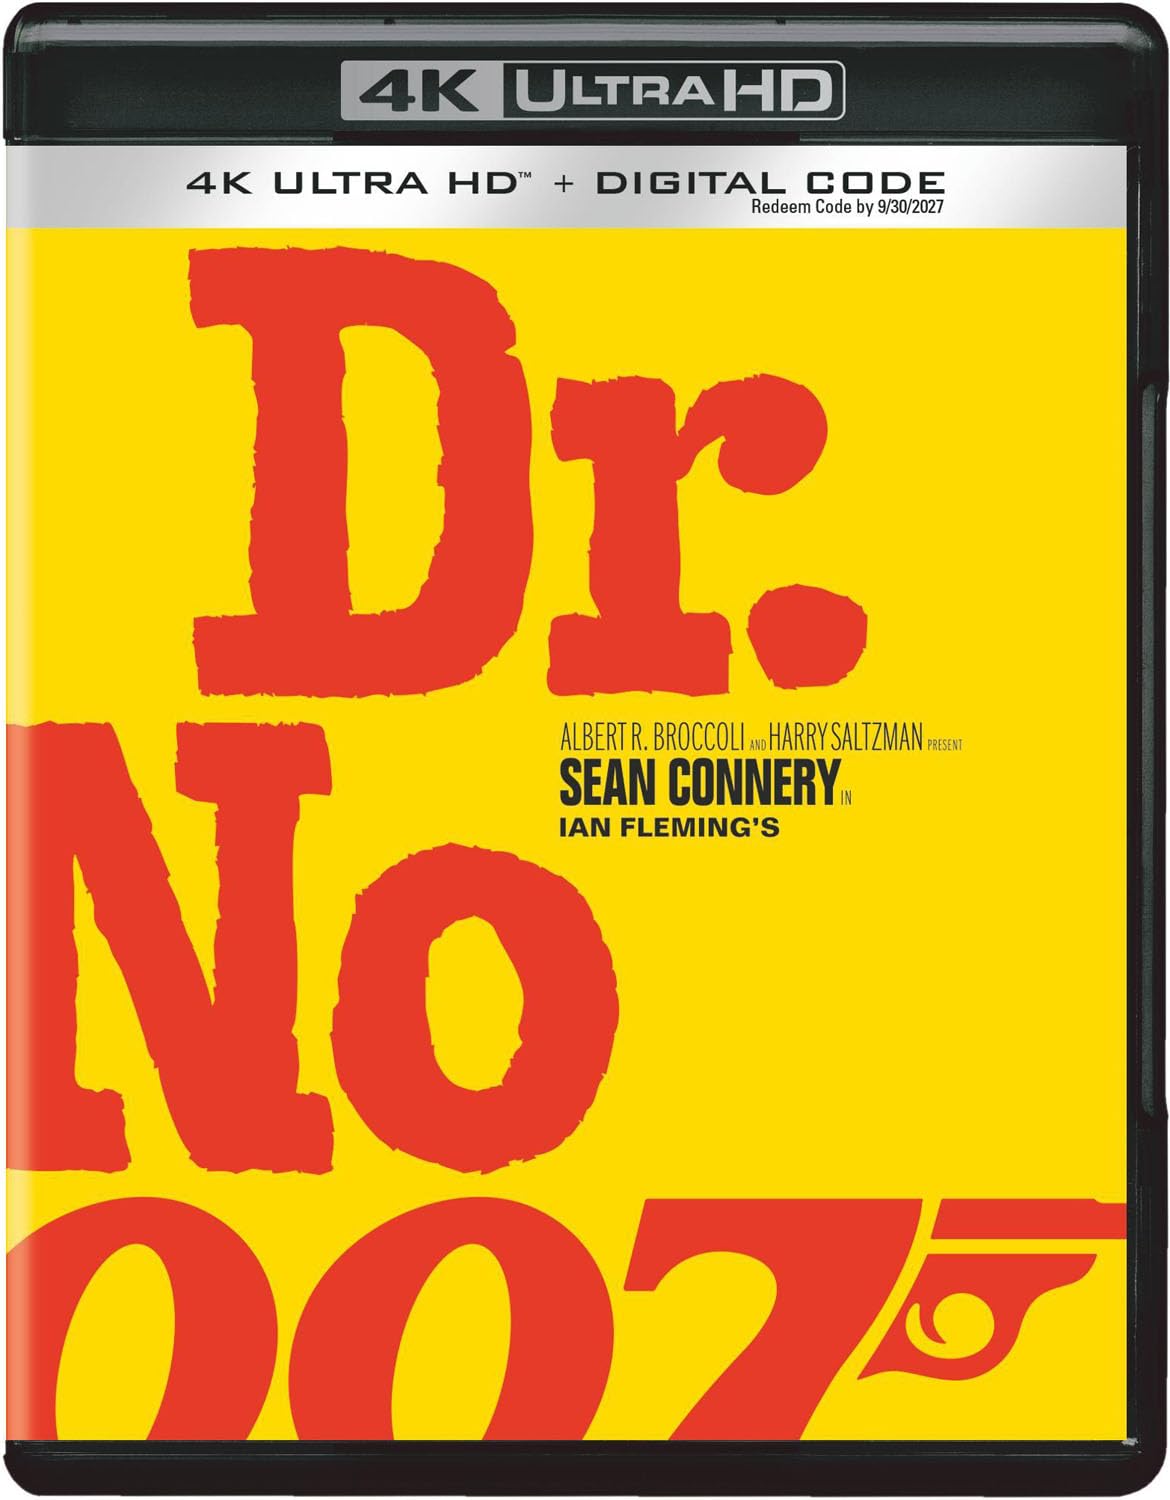 4K ULTRA HD
4K ULTRA HD™ + DIGITAL CODE
Redeem Code by 9/30/2027
Dr.
No
ALBERT R. BROCCOLI AND HARRY SALTZMAN PRESENT
SEAN CONNERY IN
IAN FLEMING'S
007